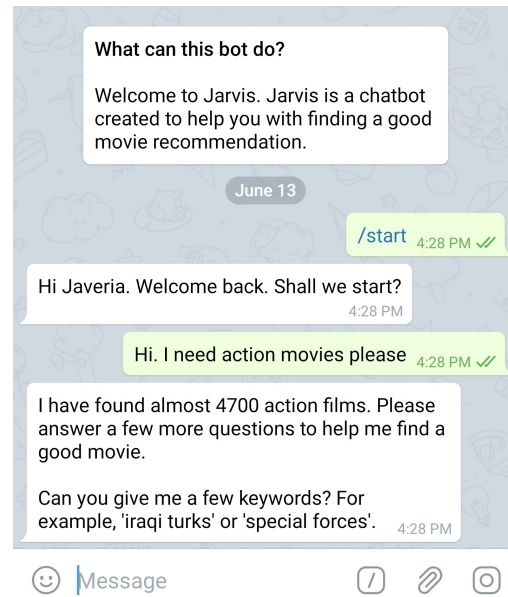 What can this bot do?
Welcome to Jarvis. Jarvis is a chatbot
created to help you with finding a good
movie recommendation.
June 13
/start 4:28 PM
Hi Javeria. Welcome back. Shall we start?
4:28 PM
Hi. I need action movies please 4:28 PM
I have found almost 4700 action films. Please
answer a few more questions to help me find a
good movie.
Can you give me a few keywords? For
example, 'iraqi turks' or 'special forces'. 4:28 PM
Message